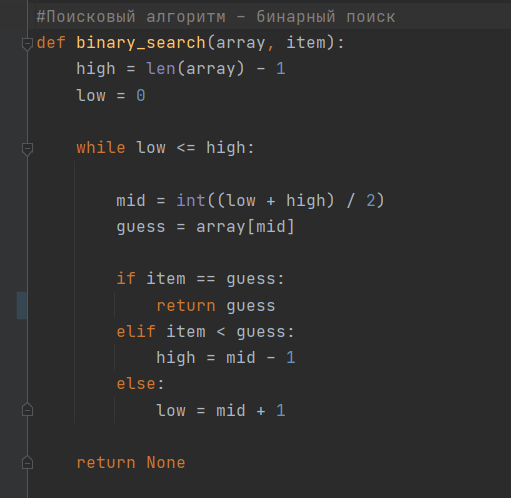 #Поисковый алгоритм – бинарный поиск
def binary_search(array, item):
    high = len(array) - 1
    low = 0
    while low <= high:
        mid = int((low + high) / 2)
        guess = array[mid]
        if item == guess:
            return guess
        elif item < guess:
            high = mid - 1
        else:
            low = mid + 1
    return None